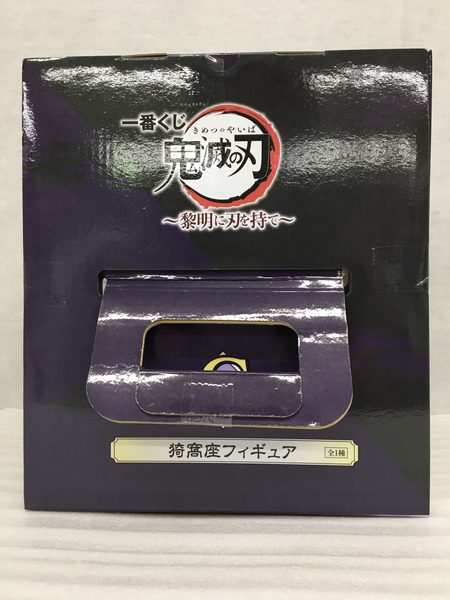 一番くじ
きめつのやいば
鬼滅の刃
～黎明に刃を持て～
猗窩座フィギュア
全1種